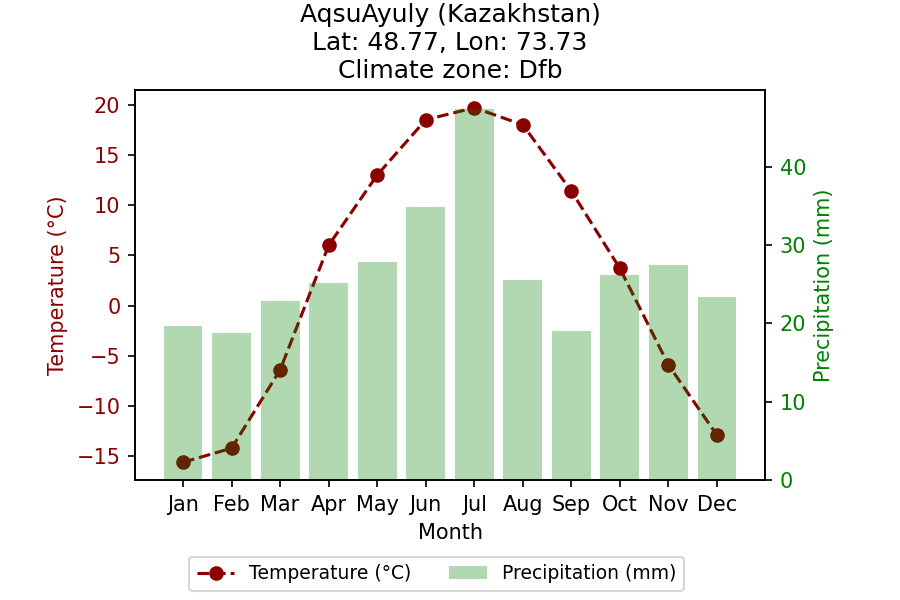 AqsuAyuly (Kazakhstan)
Lat: 48.77, Lon: 73.73
Climate zone: Dfb
Temperature (°C)
20
15
10
5
0
−5
−10
−15
40
30
20
10
0
Precipitation (mm)
Jan Feb Mar Apr May Jun Jul Aug Sep Oct Nov Dec
Month
Temperature (°C) Precipitation (mm)